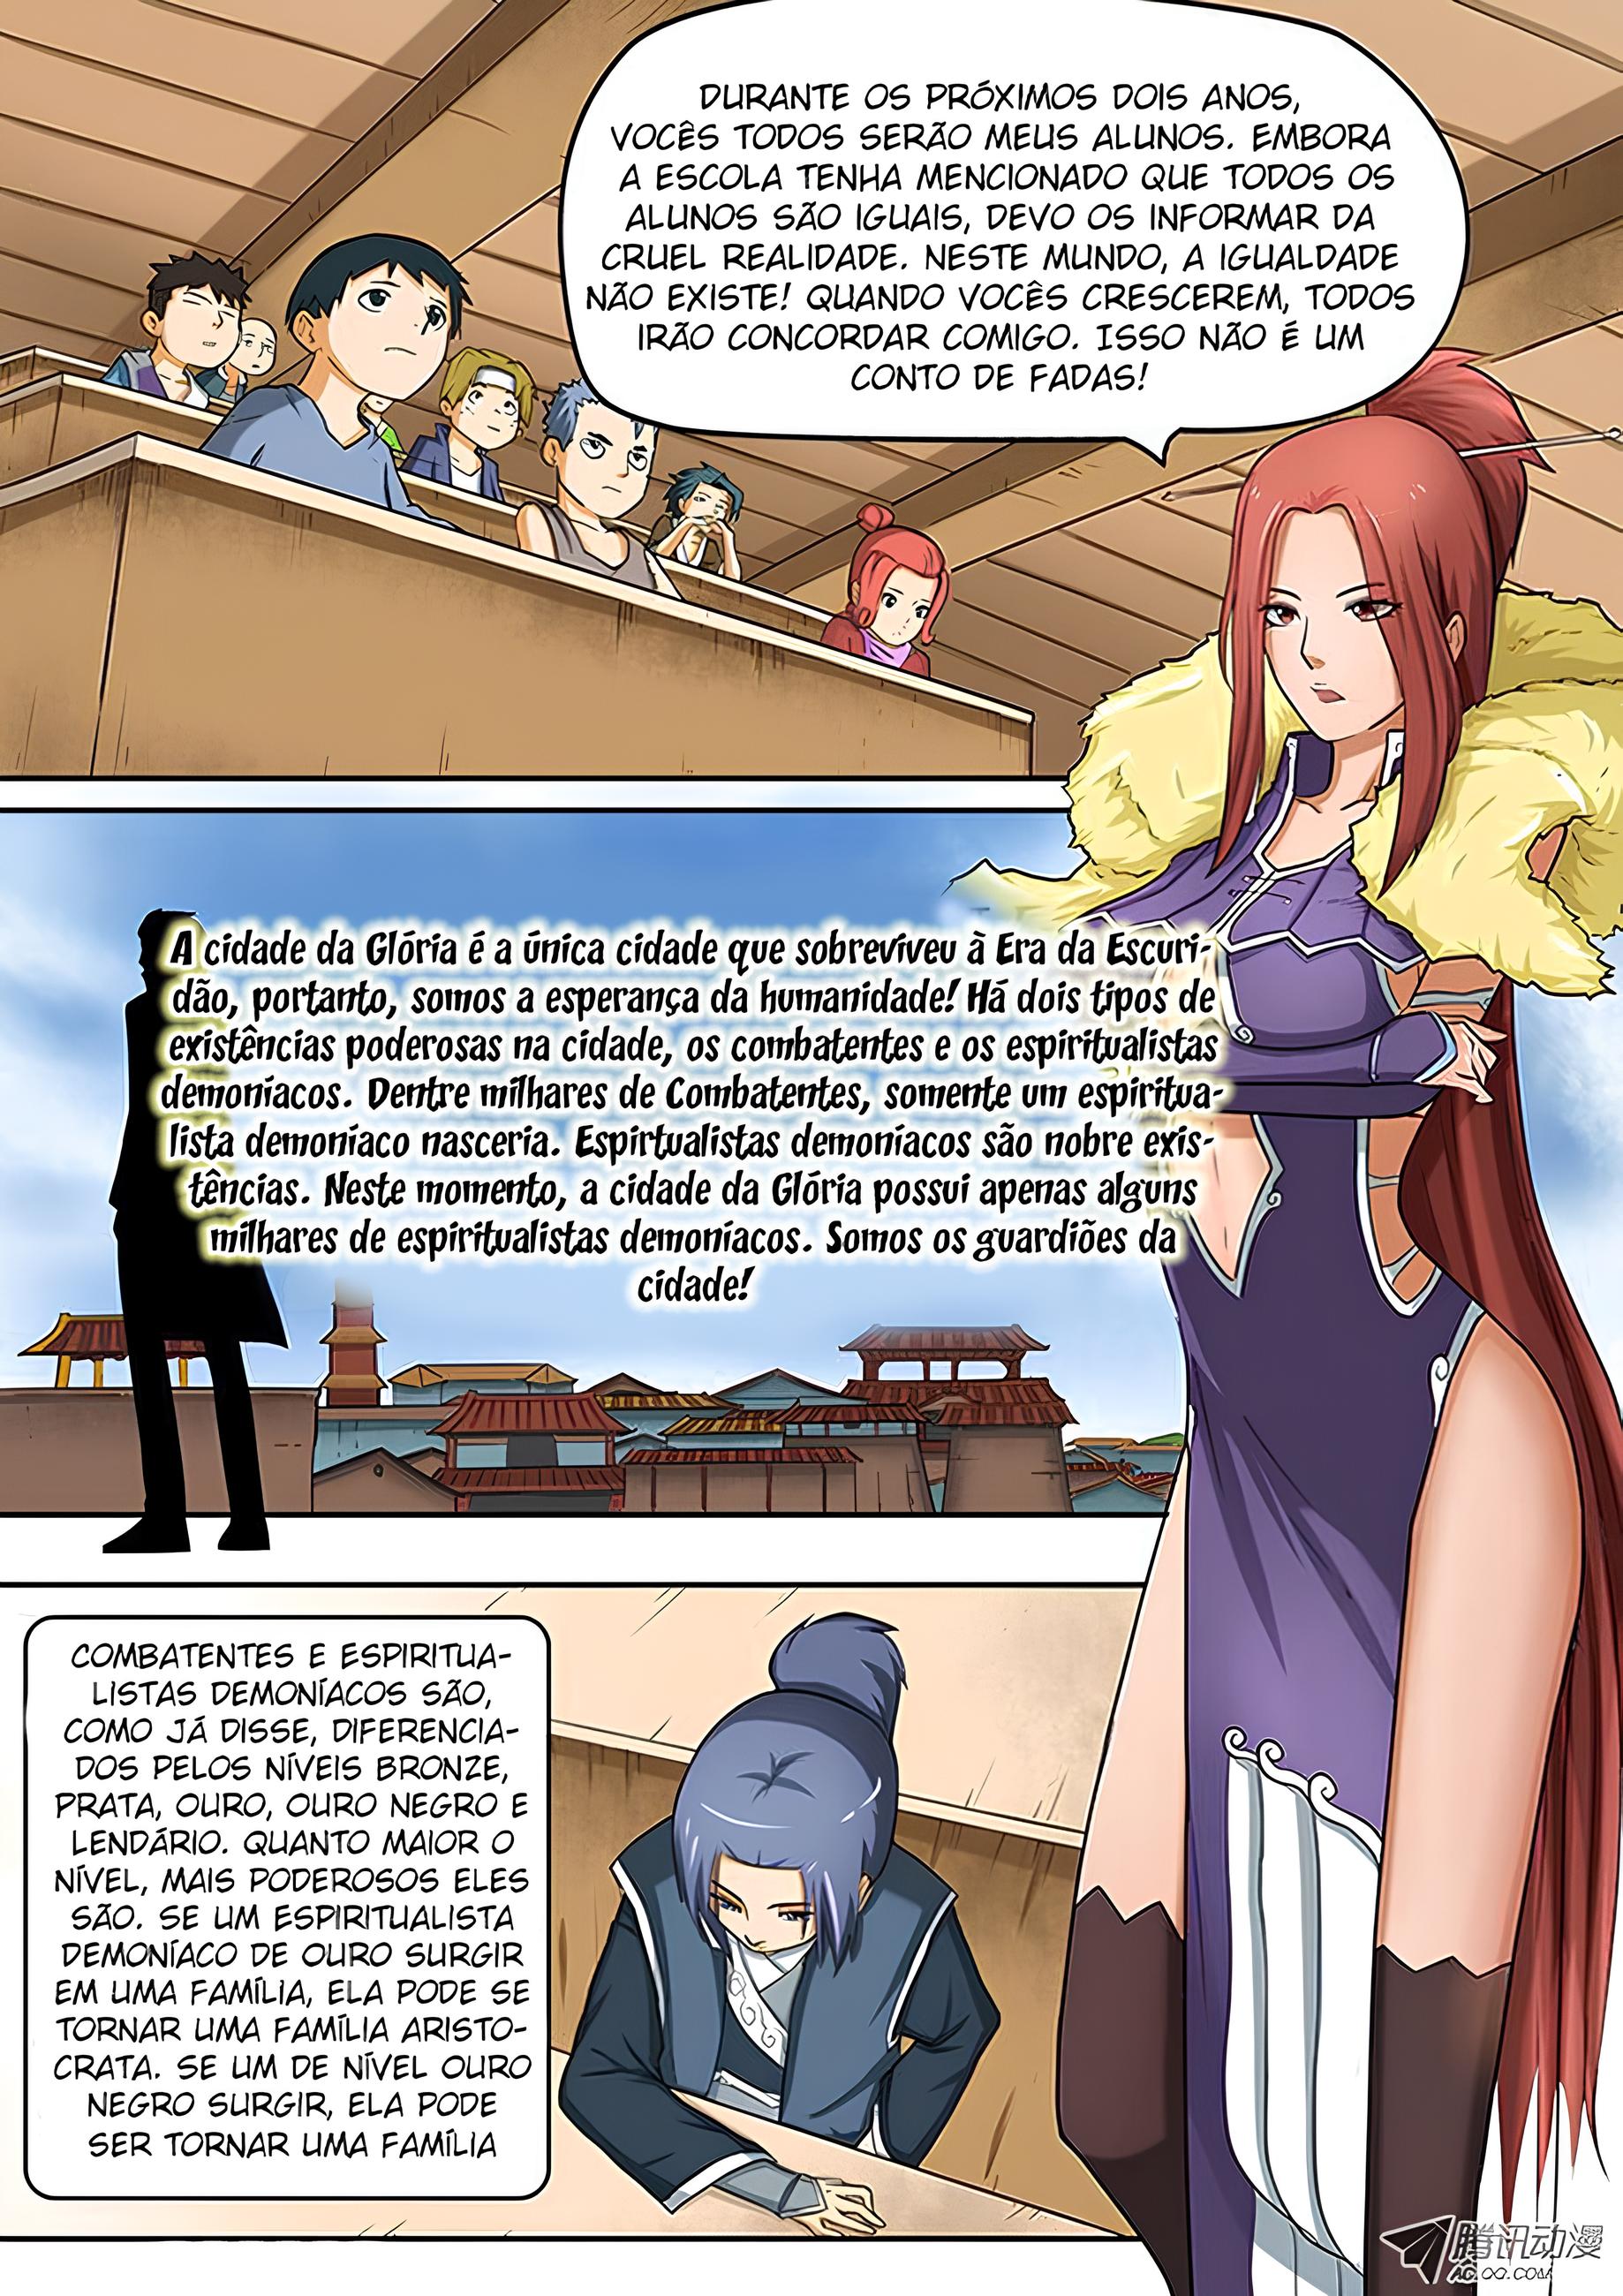 DURANTE OS PRÓXIMOS DOIS ANOS,
VOCÊS TODOS SERÃO MEUS ALUNOS. EMBORA
A ESCOLA TENHA MENCIONADO QUE TODOS OS
ALUNOS SÃO IGUAIS, DEVO OS INFORMAR DA
CRUEL REALIDADE. NESTE MUNDO, A IGUALDADE
NÃO EXISTE! QUANDO VOCÊS CRESCEREM, TODOS
IRÃO CONCORDAR COMIGO. ISSO NÃO É UM
CONTO DE FADAS!
A cidade da Glória é a única cidade que sobreviveu à Era da Escuri-
dão, portanto, somos a esperança da humanidade! Há dois tipos de
existências poderosas na cidade, os combatentes e os espiritualistas
demoníacos. Dentre milhares de Combatentes, somente um espiritua-
lista demoníaco nasceria. Espirtualistas demoníacos são nobre exis-
tências. Neste momento, a cidade da Glória possui apenas alguns
milhares de espiritualistas demoníacos. Somos os guardiões da
cidade!
COMBATENTES E ESPIRITUA-
LISTAS DEMONÍACOS SÃO,
COMO JÁ DISSE, DIFERENCIA-
DOS PELOS NÍVEIS BRONZE,
PRATA, OURO, OURO NEGRO E
LENDÁRIO. QUANTO MAIOR O
NÍVEL, MAIS PODEROSOS ELES
SÃO. SE UM ESPIRITUALISTA
DEMONÍACO DE OURO SURGIR
EM UMA FAMÍLIA, ELA PODE SE
TORNAR UMA FAMÍLIA ARISTO-
CRATA. SE UM DE NÍVEL OURO
NEGRO SURGIR, ELA PODE
SER TORNAR UMA FAMÍLIA
腾讯动漫
AC.QQ.COM